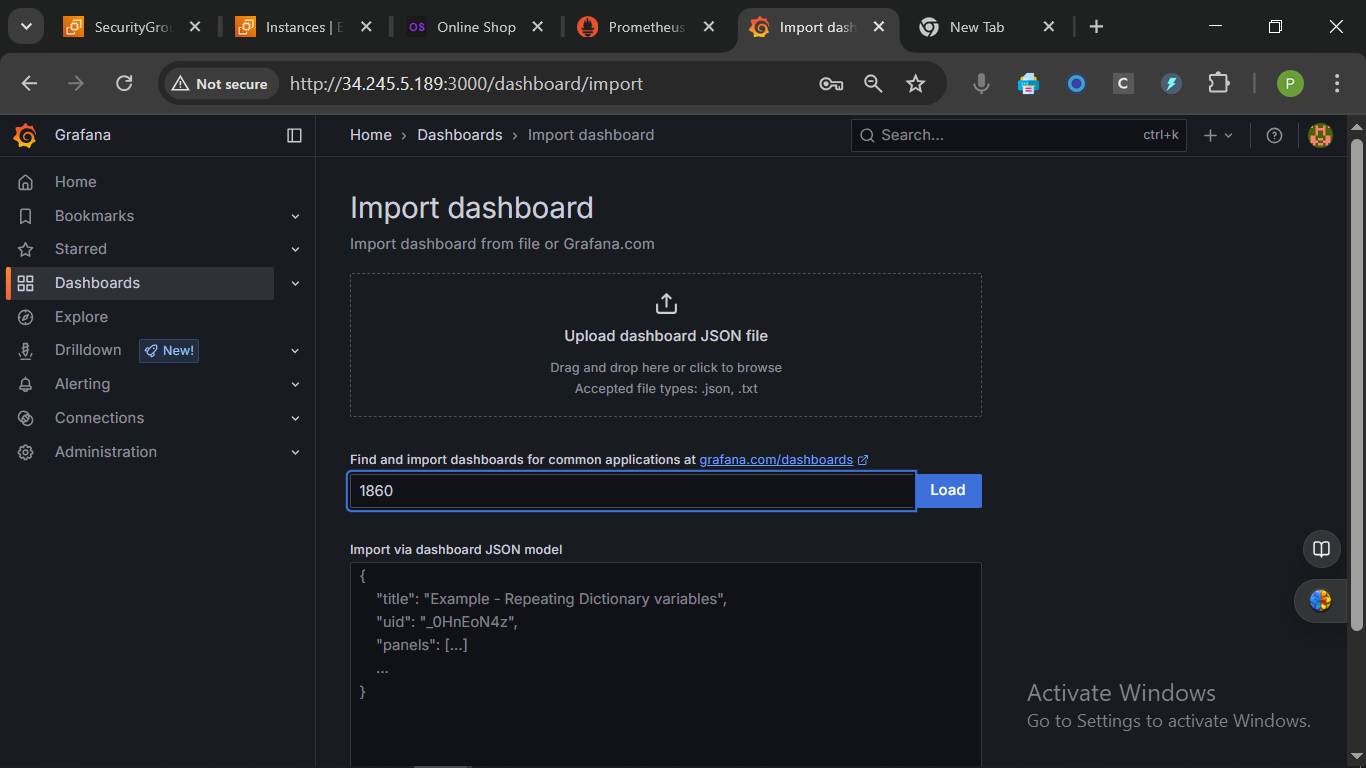 SecurityGro
Instances | E
OS Online Shop
Prometheus
Import dash
New Tab
Not secure http://34.245.5.189:3000/dashboard/import
C
P
Grafana
Home › Dashboards › Import dashboard
Search... ctrl+k
Home
Bookmarks
Starred
Dashboards
Explore
Drilldown New!
Alerting
Connections
Administration
Import dashboard
Import dashboard from file or Grafana.com
Upload dashboard JSON file
Drag and drop here or click to browse
Accepted file types: .json, .txt
Find and import dashboards for common applications at grafana.com/dashboards
1860 Load
Import via dashboard JSON model
{
"title": "Example - Repeating Dictionary variables",
"uid": "_0HnEoN4z",
"panels": [...]
...
}
Activate Windows
Go to Settings to activate Windows.